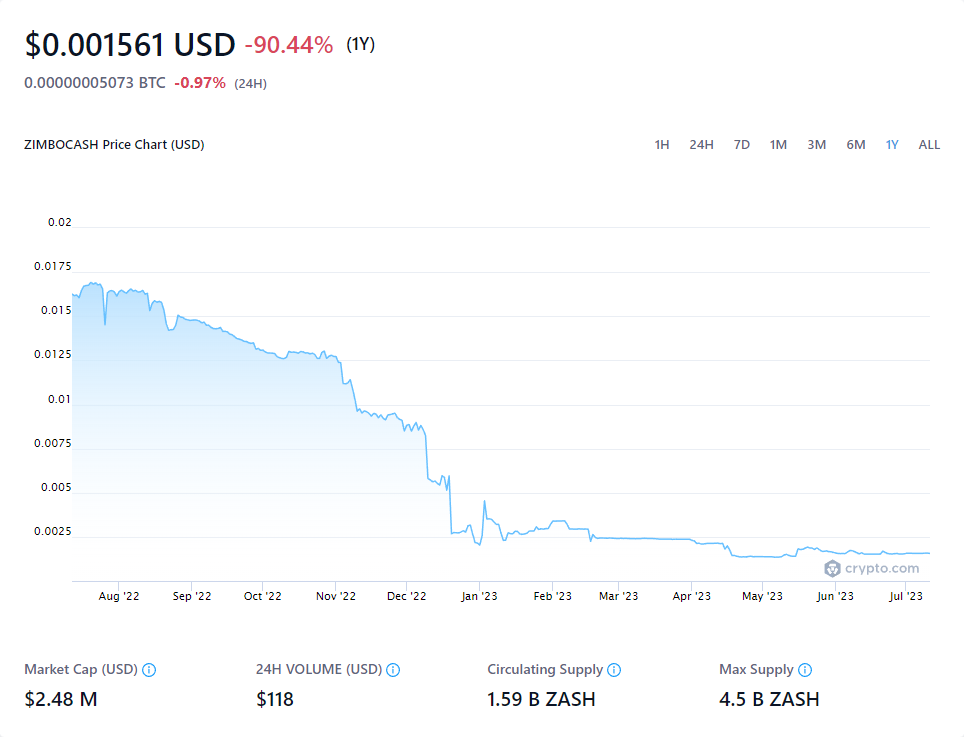 $0.001561 USD -90.44% (1Y)
0.00000005073 BTC -0.97% (24H)
ZIMBOCASH Price Chart (USD) 1H 24H 7D 1M 3M 6M 1Y ALL
0.02
0.0175
0.015
0.0125
0.01
0.0075
0.005
0.0025
crypto.com
Aug '22 Sep '22 Oct '22 Nov '22 Dec '22 Jan '23 Feb '23 Mar '23 Apr '23 May '23 Jun '23 Jul '23
Market Cap (USD) 24H VOLUME (USD) Circulating Supply Max Supply
$2.48 M $118 1.59 B ZASH 4.5 B ZASH